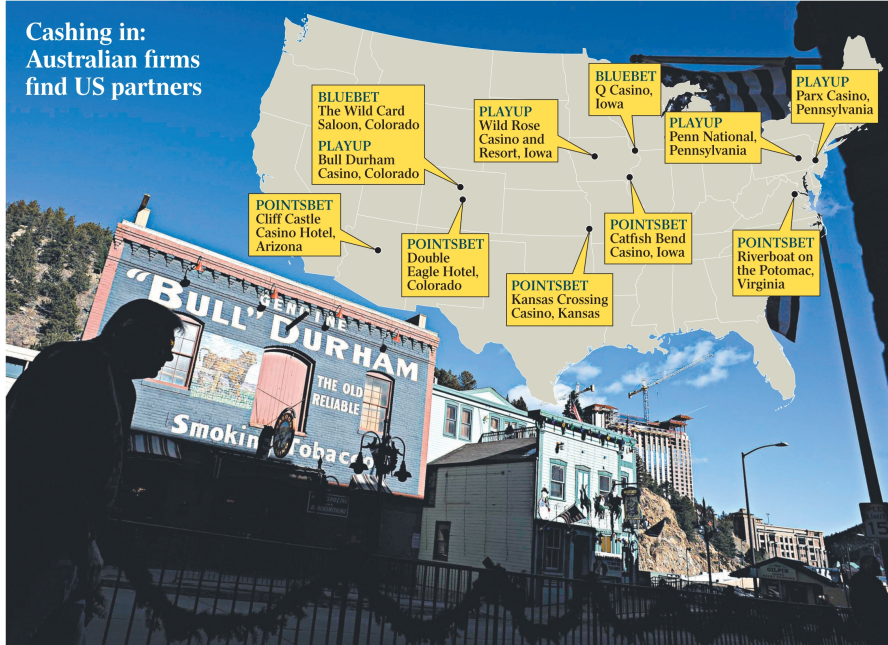 Cashing in:
Australian firms
find US partners
BLUEBET
The Wild Card
Saloon, Colorado
PLAYUP
Bull Durham
Casino, Colorado
POINTSBET
Cliff Castle
Casino Hotel,
Arizona
POINTSBET
Double
Eagle Hotel,
Colorado
PLAYUP
Wild Rose
Casino and
Resort, Iowa
POINTSBET
Kansas Crossing
Casino, Kansas
BLUEBET
Q Casino,
Iowa
POINTSBET
Catfish Bend
Casino, Iowa
PLAYUP
Penn National,
Pennsylvania
PLAYUP
Parx Casino,
Pennsylvania
POINTSBET
Riverboat on
the Potomac,
Virginia
GENUINE
"BULL" DURHAM
THE OLD
RELIABLE
Smoking Tobacco